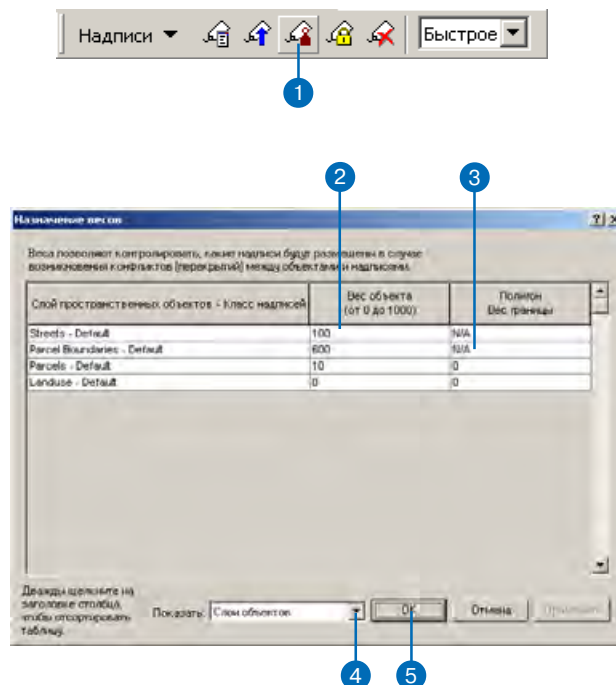 Надписи
Быстрое
1
2 3
Назначение весов
Веса позволяют контролировать, какие надписи будут размещены в случае
возникновения конфликтов (перекрытий) между объектами и надписями.
Слой пространственных объектов - Класс надписей Вес объекта (от 0 до 1000) Полигон Вес границы
Streets - Default 100 N/A
Parcel Boundaries - Default 600 N/A
Parcels - Default 10 0
Landuse - Default 0 0
Дважды щелкните на
заголовке столбца,
чтобы отсортировать
таблицу.
Показать: Слои объектов OK Отмена Применить
4 5